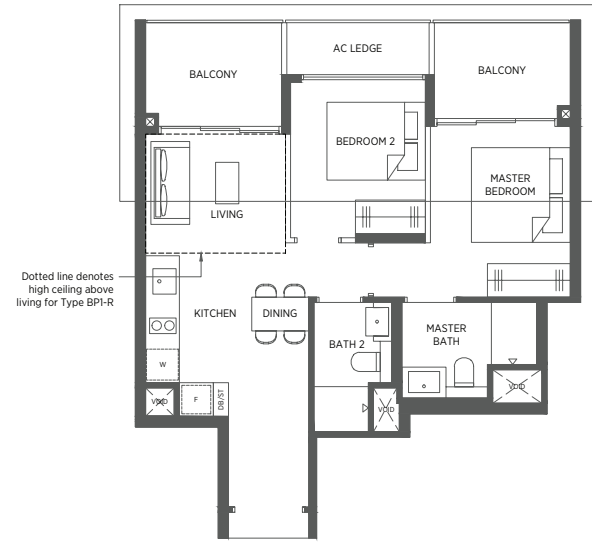 AC LEDGE
BALCONY
BALCONY
BEDROOM 2
MASTER
BEDROOM
LIVING
Dotted line denotes
high ceiling above
living for Type BP1-R
KITCHEN
DINING
BATH 2
MASTER
BATH
W
F
DB/ST
VOID
VOID
VOID